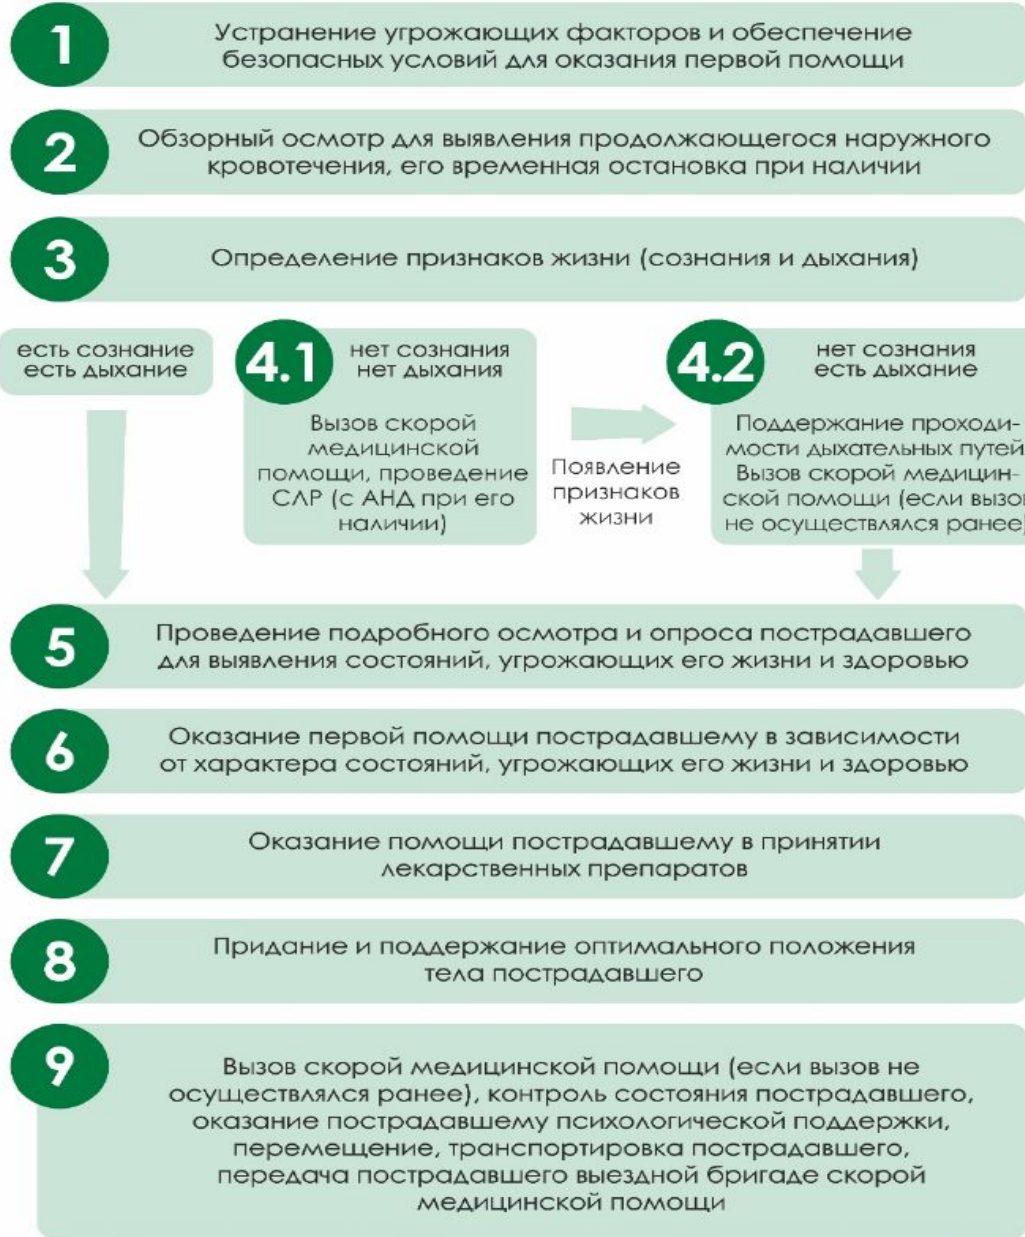 1
Устранение угрожающих факторов и обеспечение
безопасных условий для оказания первой помощи
2
Обзорный осмотр для выявления продолжающегося наружного
кровотечения, его временная остановка при наличии
3
Определение признаков жизни (сознания и дыхания)
есть сознание
есть дыхание
4.1
нет сознания
нет дыхания
Вызов скорой
медицинской
помощи, проведение
СЛР (с АНД при его
наличии)
Появление
признаков
жизни
4.2
нет сознания
есть дыхание
Поддержание проходи-
мости дыхательных путей
Вызов скорой медицин-
ской помощи (если вызов
не осуществлялся ранее)
5
Проведение подробного осмотра и опроса пострадавшего
для выявления состояний, угрожающих его жизни и здоровью
6
Оказание первой помощи пострадавшему в зависимости
от характера состояний, угрожающих его жизни и здоровью
7
Оказание помощи пострадавшему в принятии
лекарственных препаратов
8
Придание и поддержание оптимального положения
тела пострадавшего
9
Вызов скорой медицинской помощи (если вызов не
осуществлялся ранее), контроль состояния пострадавшего,
оказание пострадавшему психологической поддержки,
перемещение, транспортировка пострадавшего,
передача пострадавшего выездной бригаде скорой
медицинской помощи